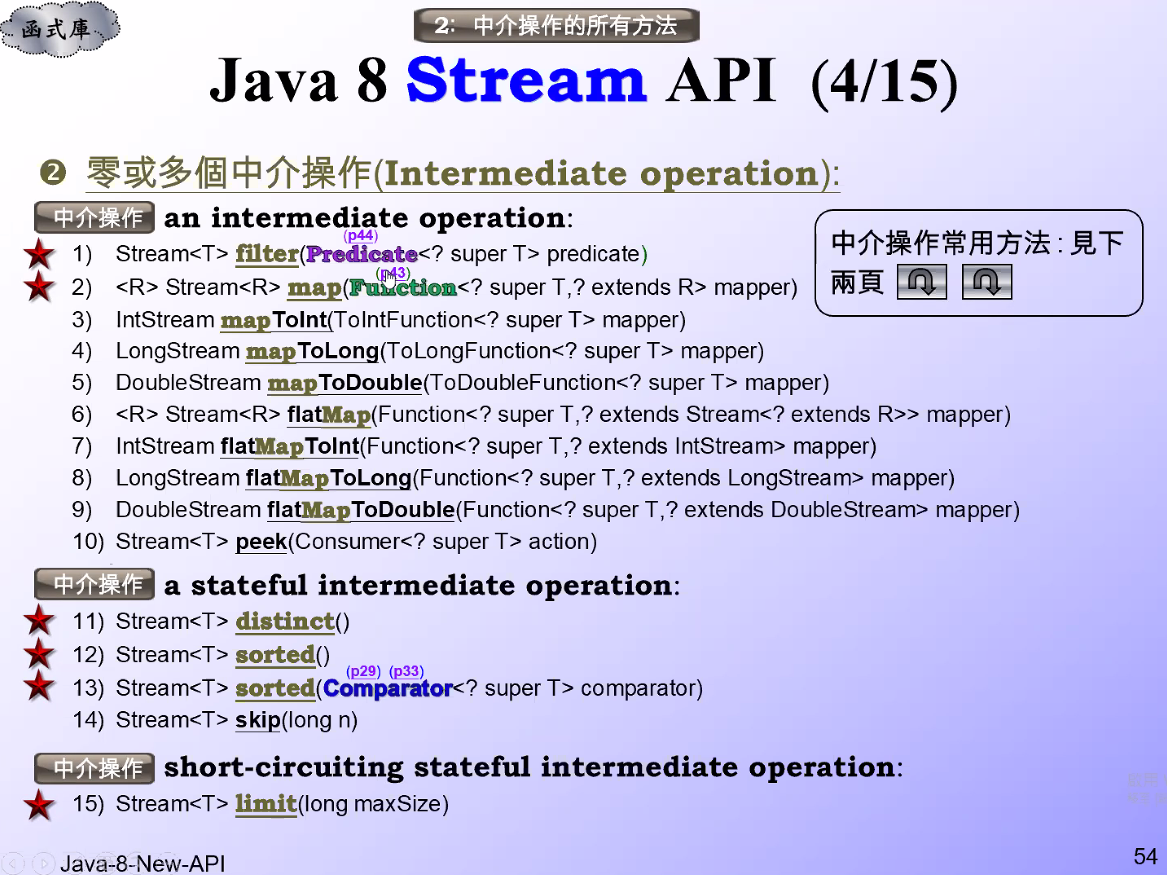 函式庫
2: 中介操作的所有方法
Java 8 Stream API (4/15)
❷ 零或多個中介操作(Intermediate operation):
中介操作 an intermediate operation:
(p44)
1) Stream<T> filter(Predicate<? super T> predicate)
(p43)
2) <R> Stream<R> map(Function<? super T,? extends R> mapper)
中介操作常用方法 : 見下
兩頁
3) IntStream mapToInt(ToIntFunction<? super T> mapper)
4) LongStream mapToLong(ToLongFunction<? super T> mapper)
5) DoubleStream mapToDouble(ToDoubleFunction<? super T> mapper)
6) <R> Stream<R> flatMap(Function<? super T,? extends Stream<? extends R>> mapper)
7) IntStream flatMapToInt(Function<? super T,? extends IntStream> mapper)
8) LongStream flatMapToLong(Function<? super T,? extends LongStream> mapper)
9) DoubleStream flatMapToDouble(Function<? super T,? extends DoubleStream> mapper)
10) Stream<T> peek(Consumer<? super T> action)
中介操作 a stateful intermediate operation:
11) Stream<T> distinct()
12) Stream<T> sorted()
(p29) (p33)
13) Stream<T> sorted(Comparator<? super T> comparator)
14) Stream<T> skip(long n)
中介操作 short-circuiting stateful intermediate operation:
15) Stream<T> limit(long maxSize)
Java-8-New-API
54